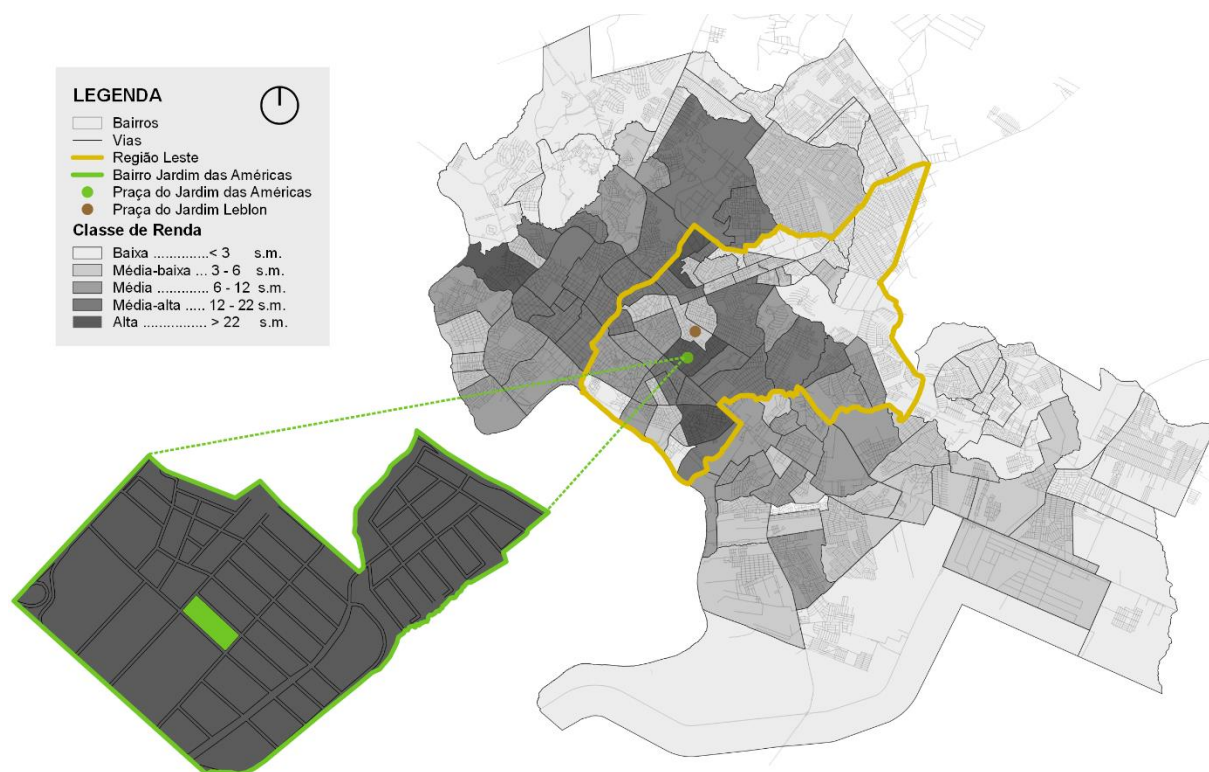 LEGENDA
Bairros
Vias
Região Leste
Bairro Jardim das Américas
Praça do Jardim das Américas
Praça do Jardim Leblon
Classe de Renda
Baixa .............< 3 s.m.
Média-baixa ... 3 - 6 s.m.
Média ............. 6 - 12 s.m.
Média-alta ..... 12 - 22 s.m.
Alta ................ > 22 s.m.